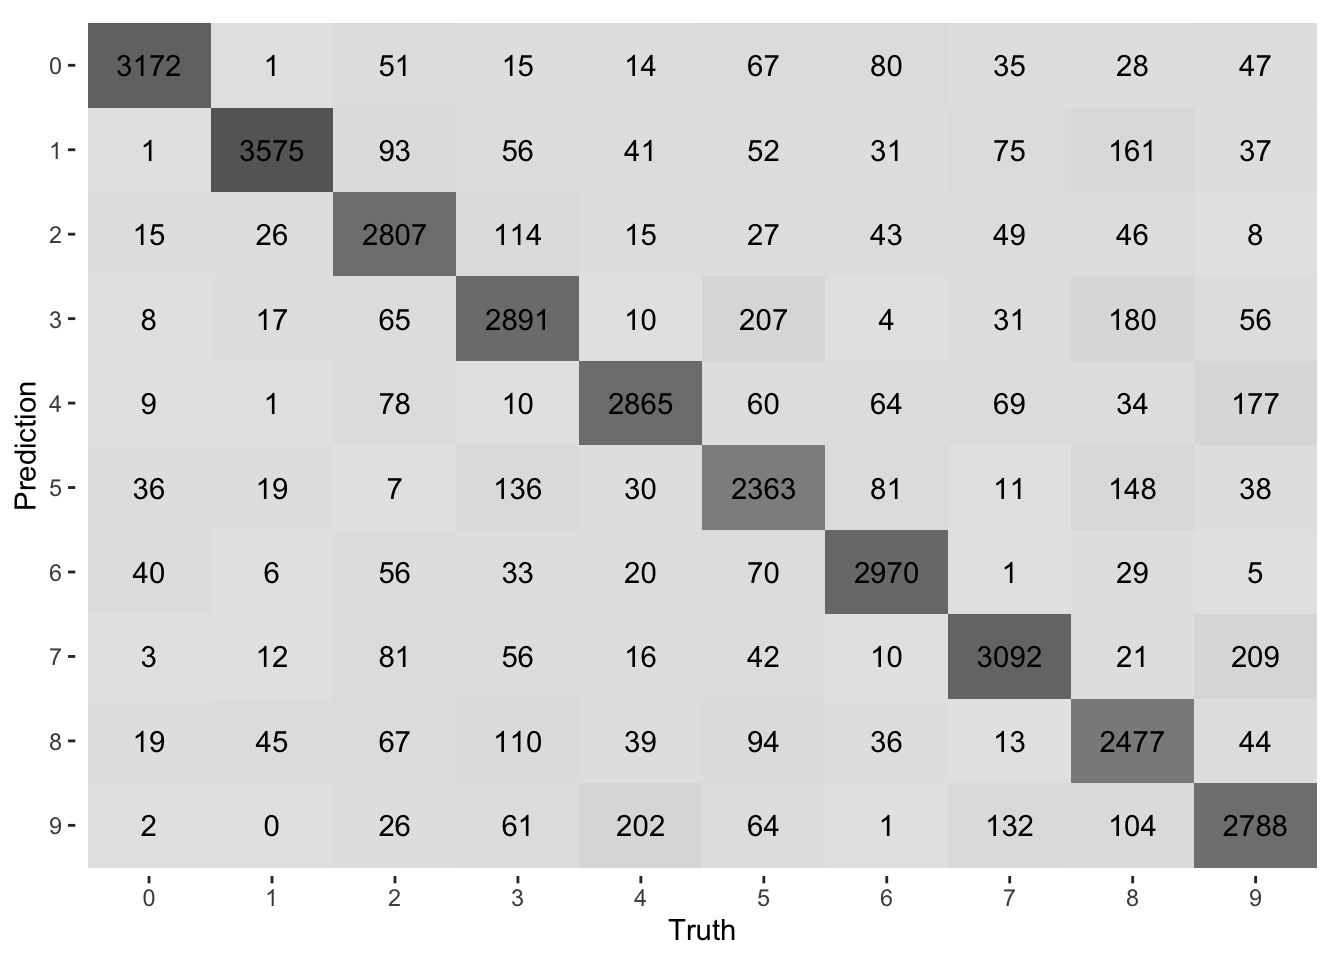 0 3172 1 51 15 14 67 80 35 28 47
1 1 3575 93 56 41 52 31 75 161 37
2 15 26 2807 114 15 27 43 49 46 8
3 8 17 65 2891 10 207 4 31 180 56
4 9 1 78 10 2865 60 64 69 34 177
Prediction
5 36 19 7 136 30 2363 81 11 148 38
6 40 6 56 33 20 70 2970 1 29 5
7 3 12 81 56 16 42 10 3092 21 209
8 19 45 67 110 39 94 36 13 2477 44
9 2 0 26 61 202 64 1 132 104 2788
0 1 2 3 4 5 6 7 8 9
Truth